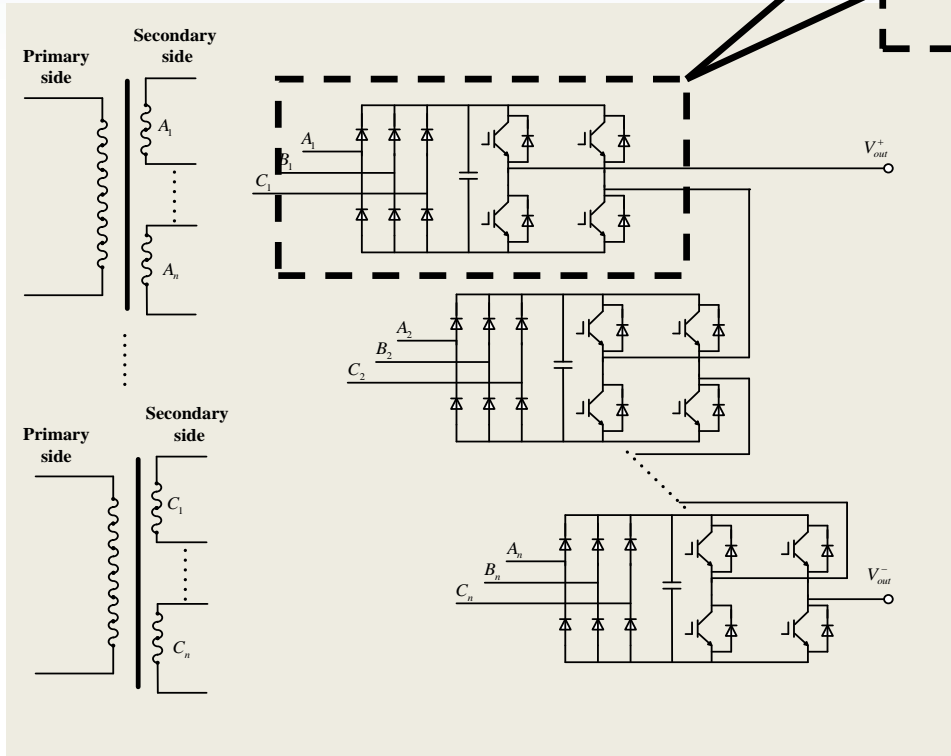 Primary
side
Secondary
side
A₁
Aₙ
A₁
B₁
C₁
V⁺ₒᵤₜ
A₂
B₂
C₂
Primary
side
Secondary
side
C₁
Cₙ
Aₙ
Bₙ
Cₙ
V⁻ₒᵤₜ